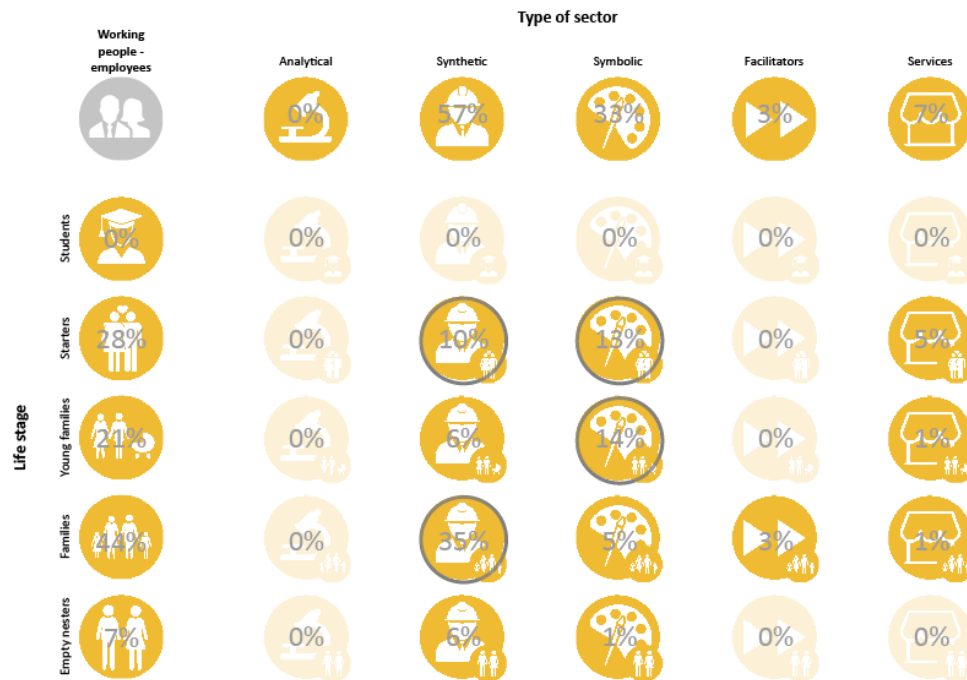 Type of sector
Working
people -
employees
Analytical
Synthetic
Symbolic
Facilitators
Services
0%
57%
33%
3%
7%
Life stage
Students
0%
0%
0%
0%
0%
0%
Starters
28%
0%
10%
13%
0%
5%
Young families
21%
0%
6%
14%
0%
1%
Families
44%
0%
35%
5%
3%
1%
Empty nesters
7%
0%
6%
1%
0%
0%